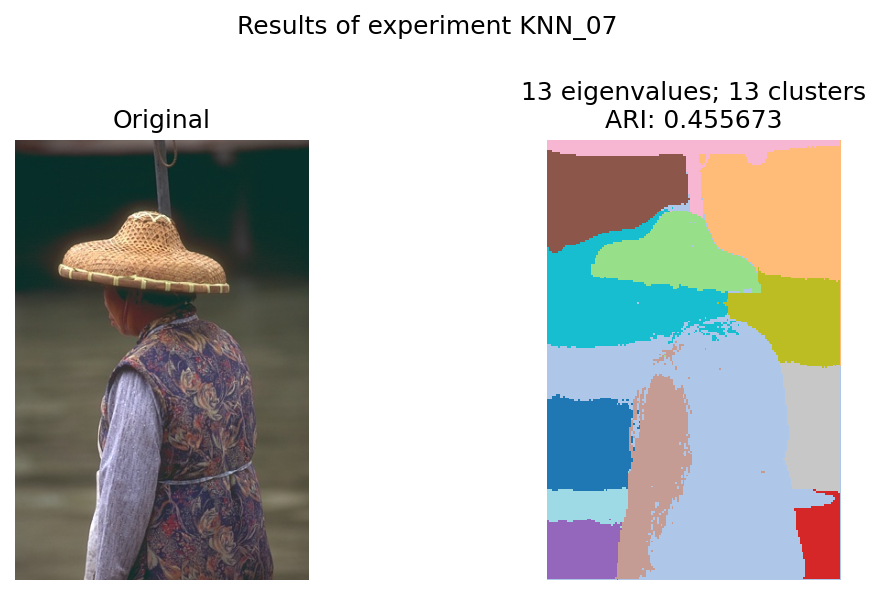 Results of experiment KNN_07
Original
13 eigenvalues; 13 clusters
ARI: 0.455673